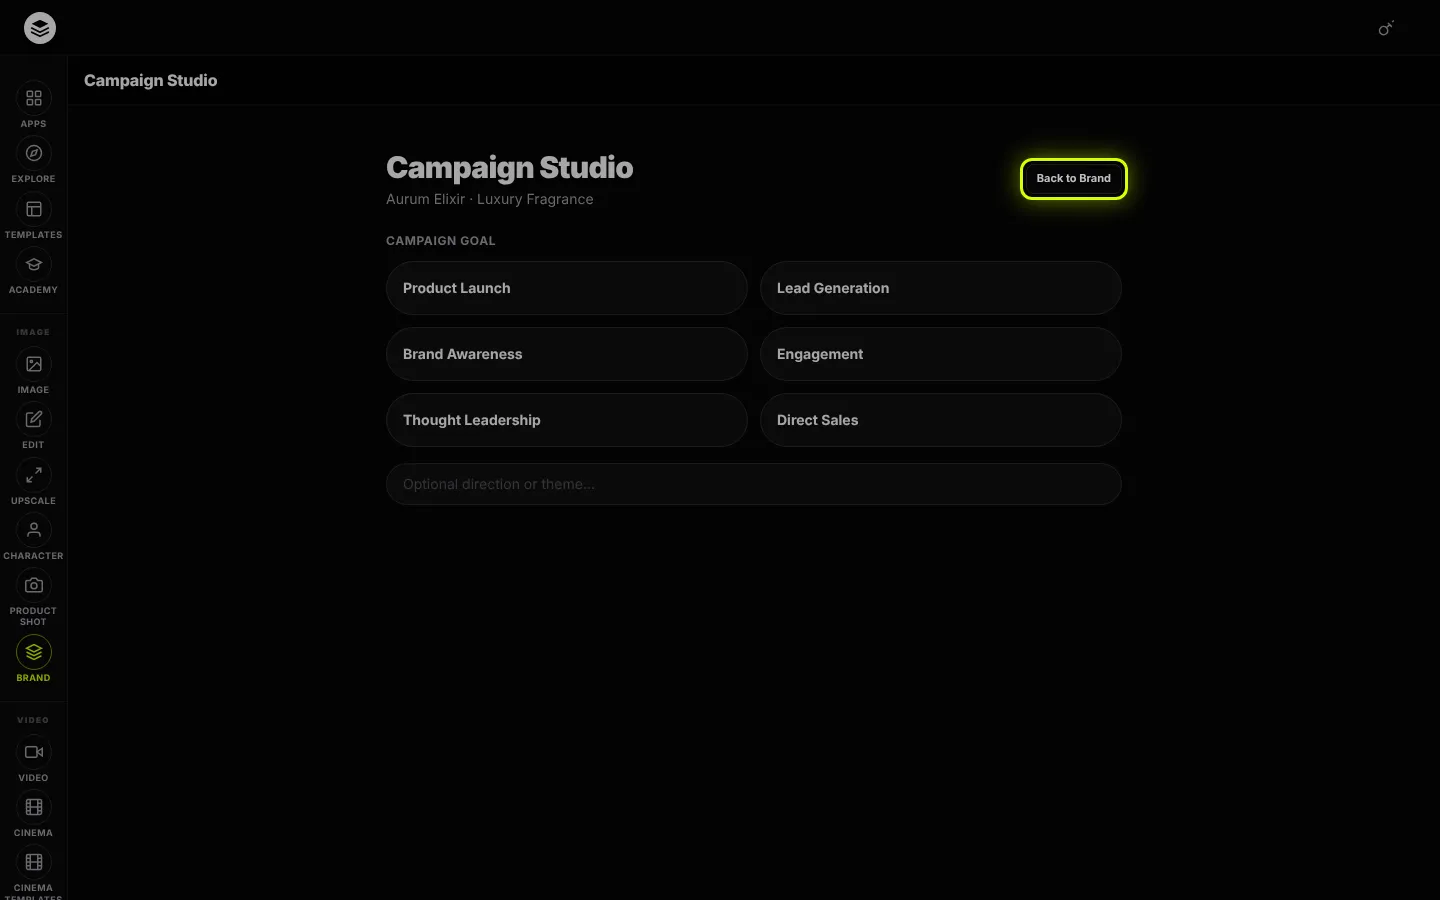 Campaign Studio
APPS
EXPLORE
TEMPLATES
ACADEMY
IMAGE
IMAGE
EDIT
UPSCALE
CHARACTER
PRODUCT
SHOT
BRAND
VIDEO
VIDEO
CINEMA
CINEMA
TEMPLATES
Campaign Studio
Aurum Elixir · Luxury Fragrance
Back to Brand
CAMPAIGN GOAL
Product Launch
Lead Generation
Brand Awareness
Engagement
Thought Leadership
Direct Sales
Optional direction or theme...